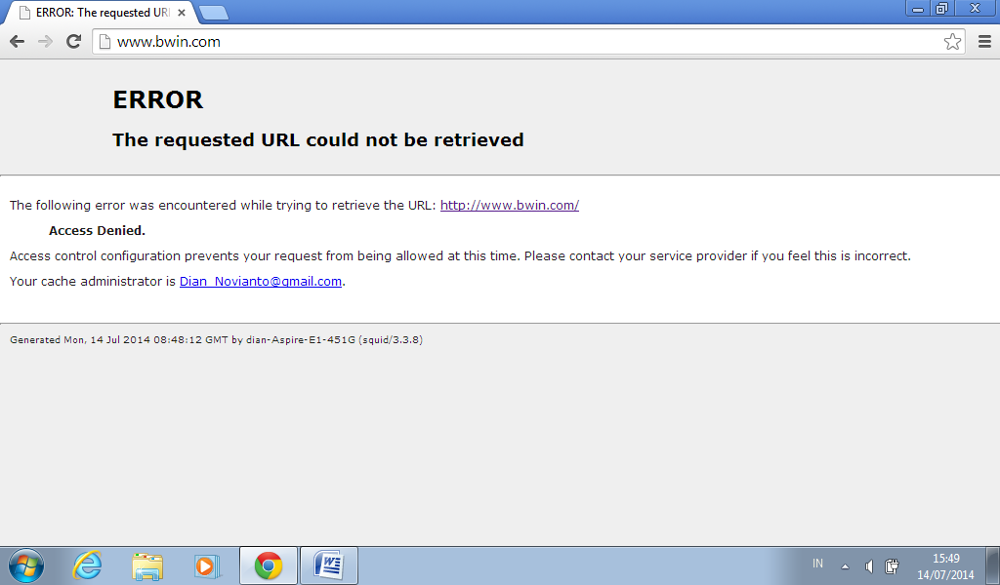 ERROR: The requested UR
www.bwin.com
ERROR
The requested URL could not be retrieved
The following error was encountered while trying to retrieve the URL: http://www.bwin.com/
Access Denied.
Access control configuration prevents your request from being allowed at this time. Please contact your service provider if you feel this is incorrect.
Your cache administrator is Dian_Novianto@gmail.com.
Generated Mon, 14 Jul 2014 08:48:12 GMT by dian-Aspire-E1-451G (squid/3.3.8)
IN
15:49
14/07/2014